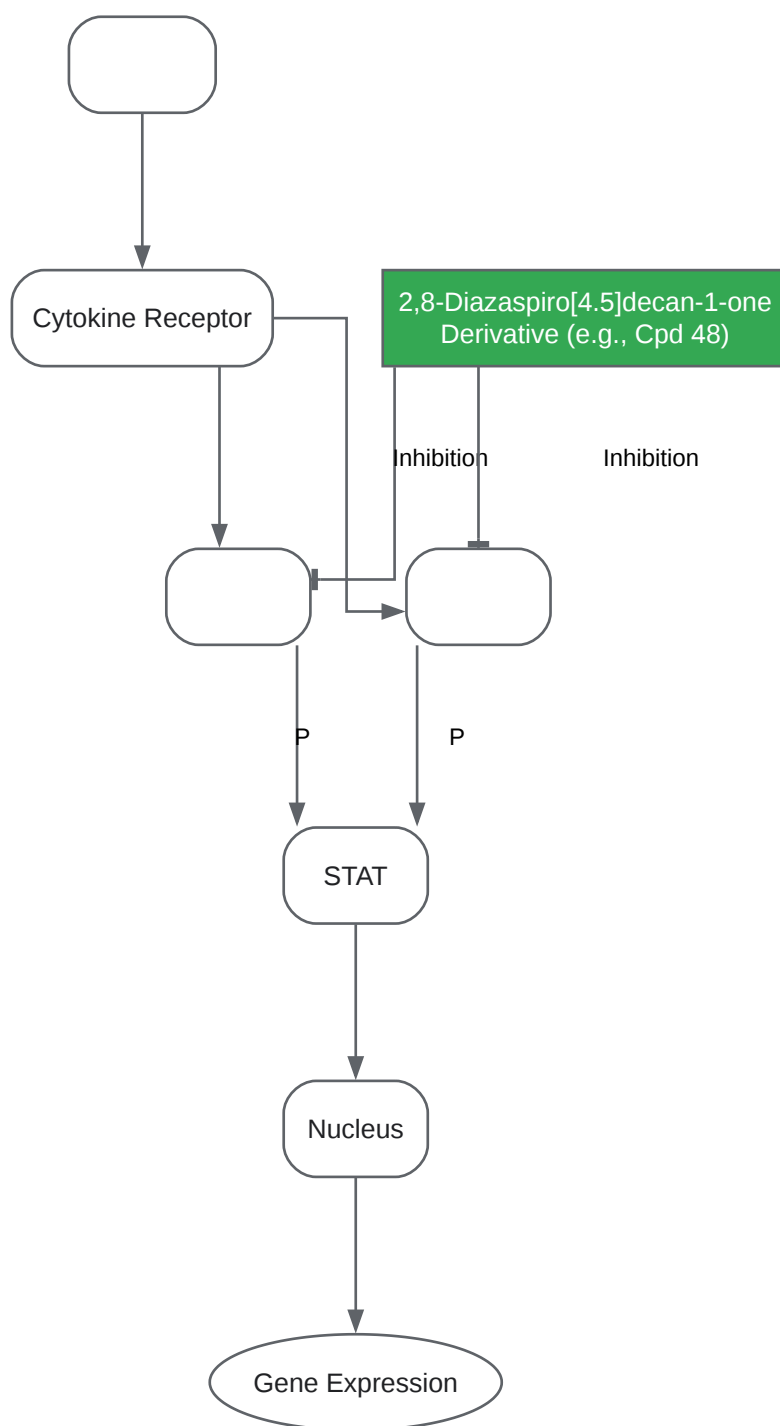 Cytokine Receptor
2,8-Diazaspiro[4.5]decan-1-one
Derivative (e.g., Cpd 48)
Inhibition
Inhibition
P
P
STAT
Nucleus
Gene Expression